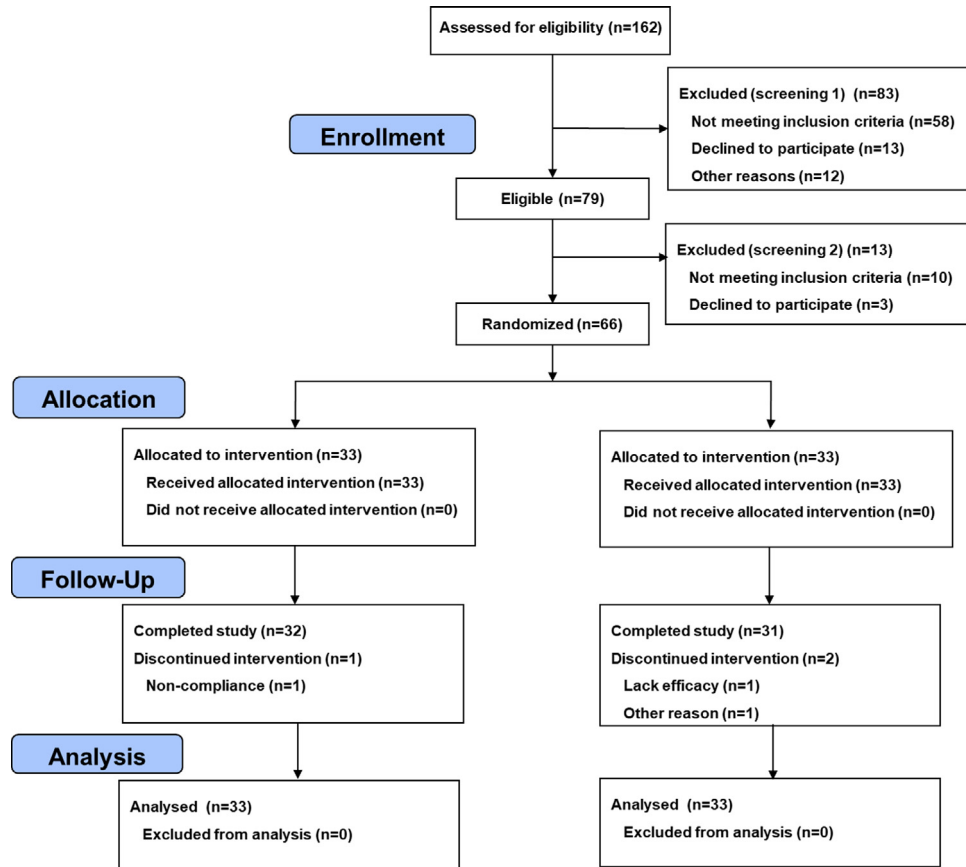 Assessed for eligibility (n=162)
Excluded (screening 1) (n=83)
Not meeting inclusion criteria (n=58)
Declined to participate (n=13)
Other reasons (n=12)
Enrollment
Eligible (n=79)
Excluded (screening 2) (n=13)
Not meeting inclusion criteria (n=10)
Declined to participate (n=3)
Randomized (n=66)
Allocation
Allocated to intervention (n=33)
Received allocated intervention (n=33)
Did not receive allocated intervention (n=0)
Allocated to intervention (n=33)
Received allocated intervention (n=33)
Did not receive allocated intervention (n=0)
Follow-Up
Completed study (n=32)
Discontinued intervention (n=1)
Non-compliance (n=1)
Completed study (n=31)
Discontinued intervention (n=2)
Lack efficacy (n=1)
Other reason (n=1)
Analysis
Analysed (n=33)
Excluded from analysis (n=0)
Analysed (n=33)
Excluded from analysis (n=0)